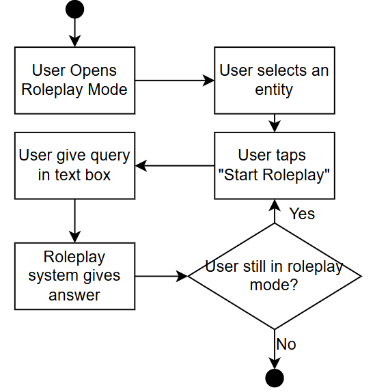 User Opens
Roleplay Mode
User selects an
entity
User give query
in text box
User taps
"Start Roleplay"
Yes
Roleplay
system gives
answer
User still in roleplay
mode?
No